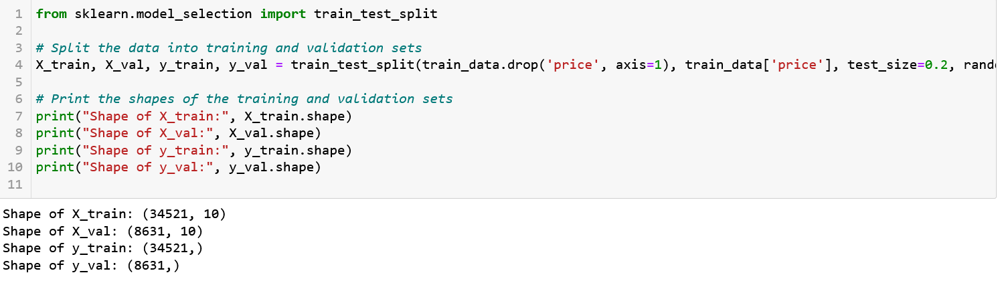 1 from sklearn.model_selection import train_test_split
2
3 # Split the data into training and validation sets
4 X_train, X_val, y_train, y_val = train_test_split(train_data.drop('price', axis=1), train_data['price'], test_size=0.2, rand
5
6 # Print the shapes of the training and validation sets
7 print("Shape of X_train:", X_train.shape)
8 print("Shape of X_val:", X_val.shape)
9 print("Shape of y_train:", y_train.shape)
10 print("Shape of y_val:", y_val.shape)
11
Shape of X_train: (34521, 10)
Shape of X_val: (8631, 10)
Shape of y_train: (34521,)
Shape of y_val: (8631,)